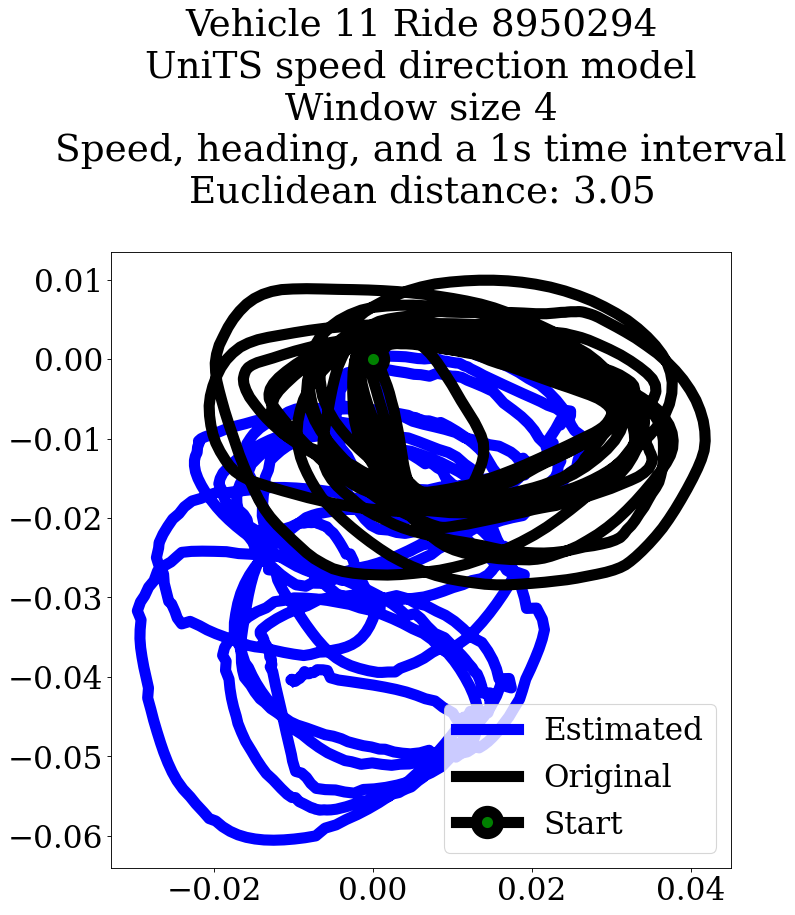 Vehicle 11 Ride 8950294
UniTS speed direction model
Window size 4
Speed, heading, and a 1s time interval
Euclidean distance: 3.05
0.01
0.00
−0.01
−0.02
−0.03
−0.04
−0.05
−0.06
Estimated
Original
Start
−0.02 0.00 0.02 0.04